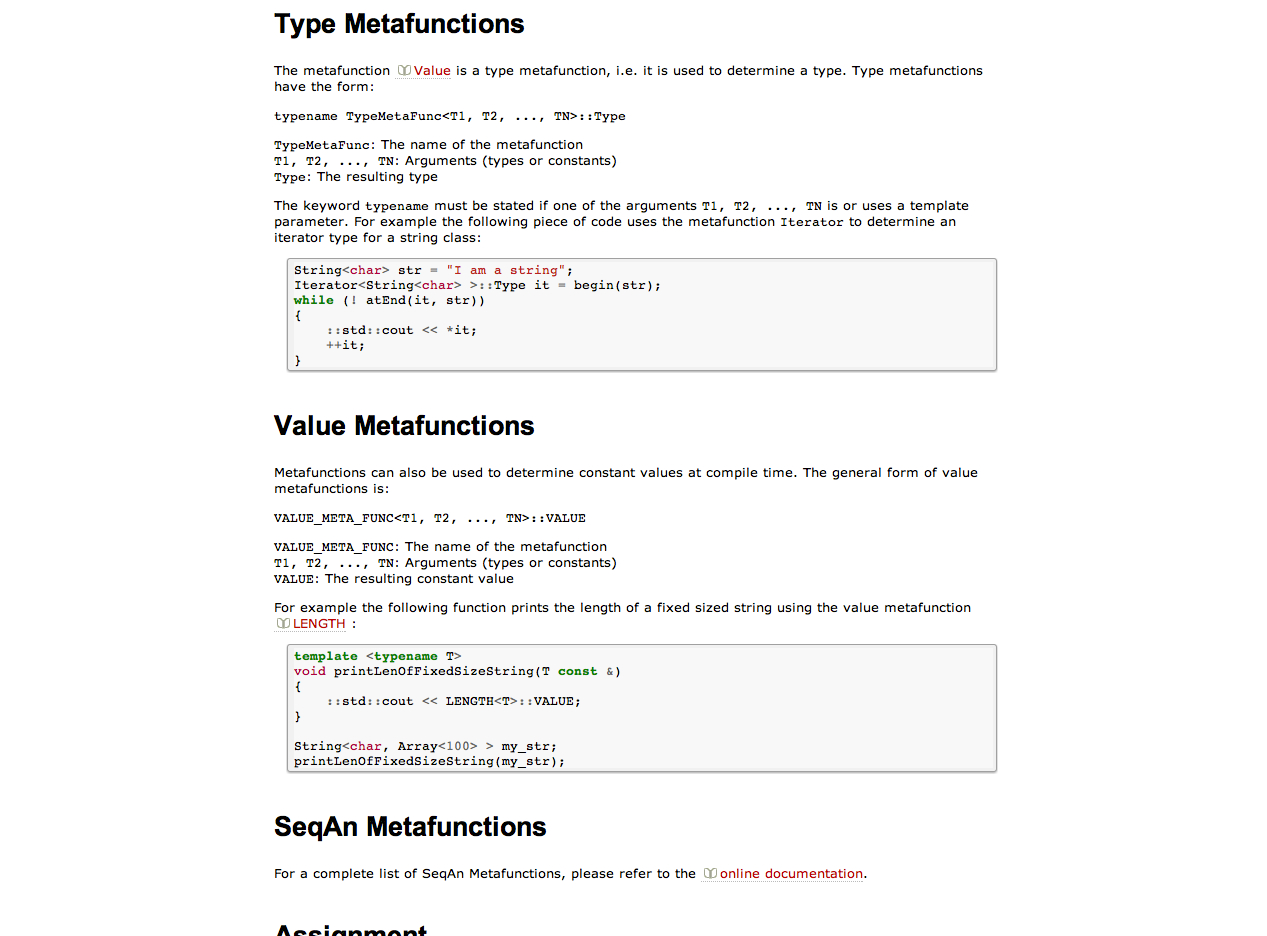 Type Metafunctions
The metafunction Value is a type metafunction, i.e. it is used to determine a type. Type metafunctions
have the form:
typename TypeMetaFunc<T1, T2, ..., TN>::Type
TypeMetaFunc: The name of the metafunction
T1, T2, ..., TN: Arguments (types or constants)
Type: The resulting type
The keyword typename must be stated if one of the arguments T1, T2, ..., TN is or uses a template
parameter. For example the following piece of code uses the metafunction Iterator to determine an
iterator type for a string class:
String<char> str = "I am a string";
Iterator<String<char> >::Type it = begin(str);
while (! atEnd(it, str))
{
    ::std::cout << *it;
    ++it;
}
Value Metafunctions
Metafunctions can also be used to determine constant values at compile time. The general form of value
metafunctions is:
VALUE_META_FUNC<T1, T2, ..., TN>::VALUE
VALUE_META_FUNC: The name of the metafunction
T1, T2, ..., TN: Arguments (types or constants)
VALUE: The resulting constant value
For example the following function prints the length of a fixed sized string using the value metafunction
LENGTH :
template <typename T>
void printLenOfFixedSizeString(T const &)
{
    ::std::cout << LENGTH<T>::VALUE;
}
String<char, Array<100> > my_str;
printLenOfFixedSizeString(my_str);
SeqAn Metafunctions
For a complete list of SeqAn Metafunctions, please refer to the online documentation.
Assignment